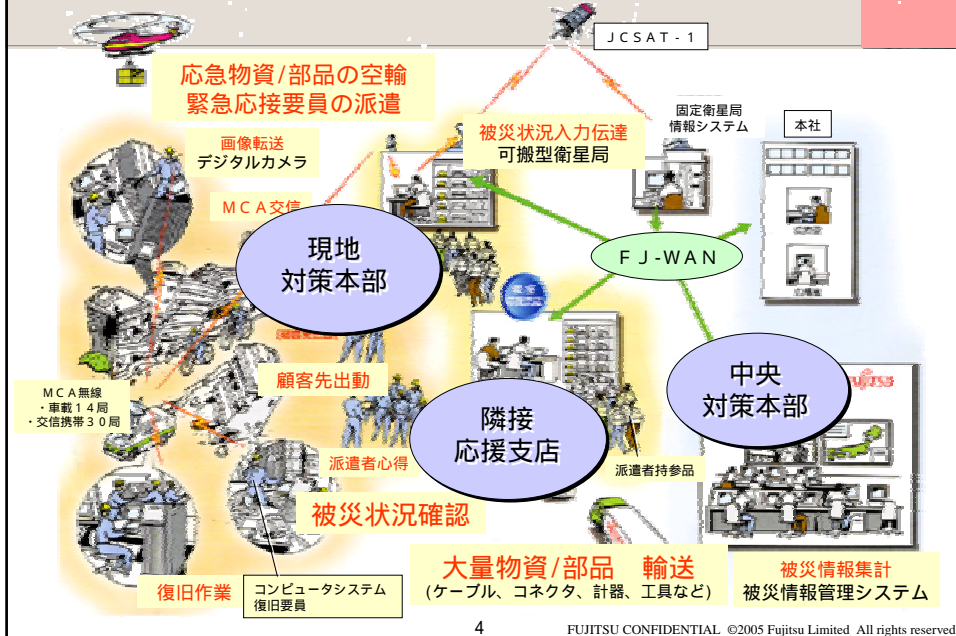 JCSAT-1
応急物資/部品の空輸
緊急応接要員の派遣
固定衛星局
情報システム
本社
被災状況入力伝達
可搬型衛星局
画像転送
デジタルカメラ
MCA交信
現地
対策本部
FJ-WAN
顧客先出動
中央
対策本部
FUJITSU
MCA無線
・車載14局
・交信携帯30局
隣接
応援支店
派遣者心得
派遣者持参品
被災状況確認
大量物資/部品 輸送
(ケーブル、コネクタ、計器、工具など)
被災情報集計
被災情報管理システム
復旧作業
コンピュータシステム
復旧要員
4
FUJITSU CONFIDENTIAL ©2005 Fujitsu Limited All rights reserved